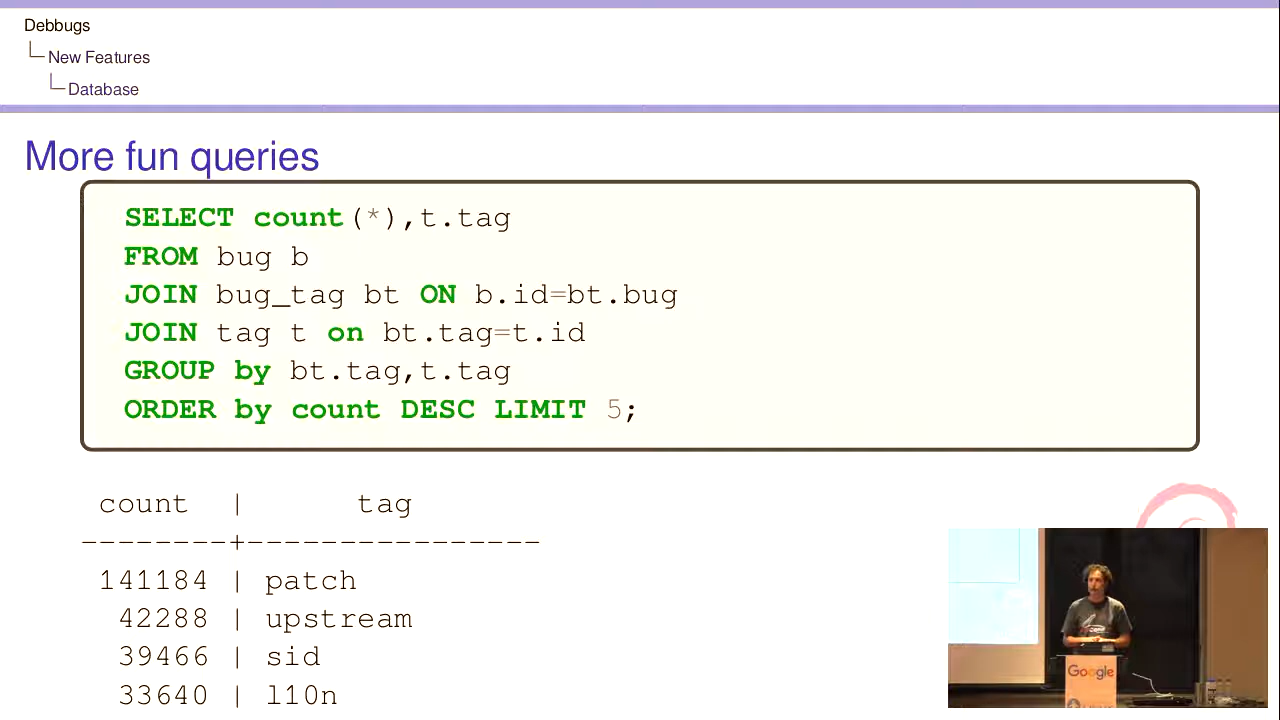 Debbugs
New Features
Database
More fun queries
SELECT count(*),t.tag
FROM bug b
JOIN bug_tag bt ON b.id=bt.bug
JOIN tag t on bt.tag=t.id
GROUP by bt.tag,t.tag
ORDER by count DESC LIMIT 5;
count | tag
--------+----------------
141184 | patch
42288 | upstream
39466 | sid
33640 | l10n
Google